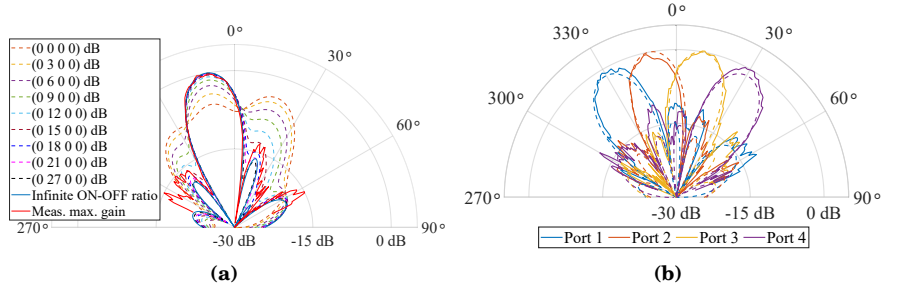 0°
30°
60°
90°
270°
-30 dB
-15 dB
0 dB
(0 0 0 0) dB
(0 3 0 0) dB
(0 6 0 0) dB
(0 9 0 0) dB
(0 12 0 0) dB
(0 15 0 0) dB
(0 18 0 0) dB
(0 21 0 0) dB
(0 27 0 0) dB
Infinite ON-OFF ratio
Meas. max. gain
(a)
0°
330°
30°
300°
60°
270°
90°
-30 dB
-15 dB
0 dB
Port 1 Port 2 Port 3 Port 4
(b)